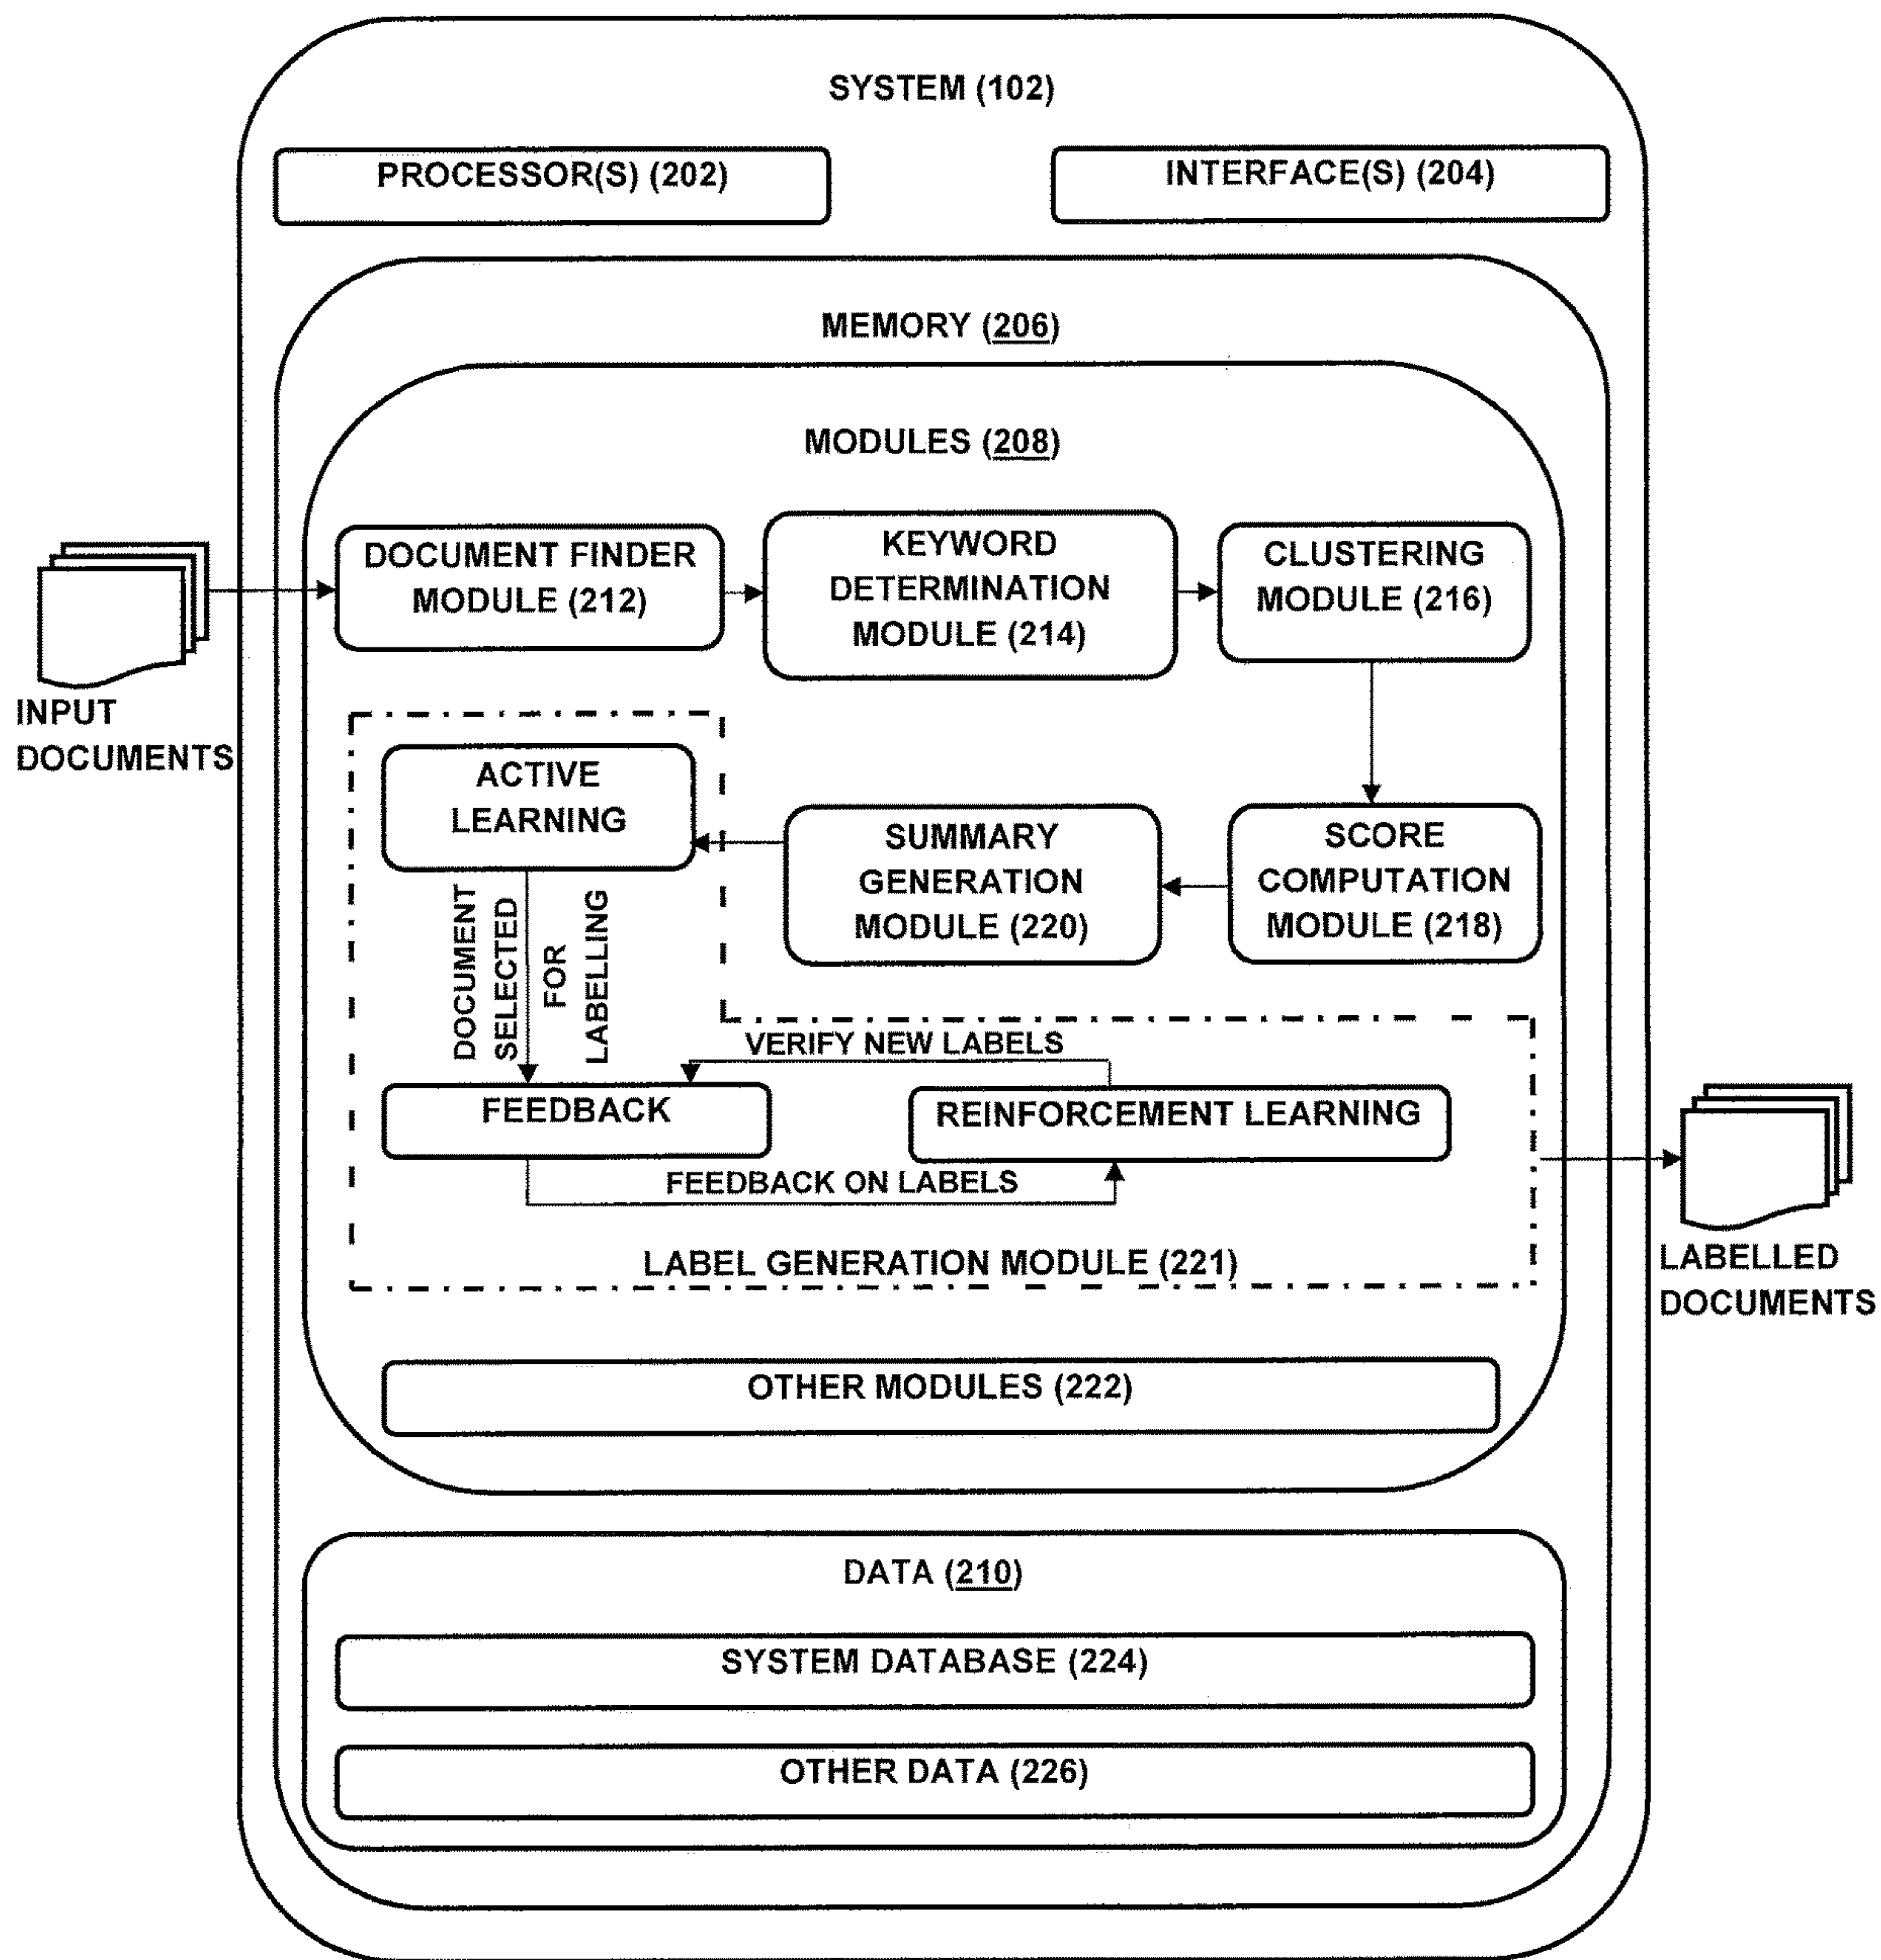 SYSTEM (102)
PROCESSOR(S) (202)
INTERFACE(S) (204)
MEMORY (206)
MODULES (208)
INPUT
DOCUMENTS
DOCUMENT FINDER
MODULE (212)
KEYWORD
DETERMINATION
MODULE (214)
CLUSTERING
MODULE (216)
ACTIVE
LEARNING
SUMMARY
GENERATION
MODULE (220)
SCORE
COMPUTATION
MODULE (218)
DOCUMENT
SELECTED
FOR
LABELLING
VERIFY NEW LABELS
FEEDBACK
REINFORCEMENT LEARNING
FEEDBACK ON LABELS
LABEL GENERATION MODULE (221)
LABELLED
DOCUMENTS
OTHER MODULES (222)
DATA (210)
SYSTEM DATABASE (224)
OTHER DATA (226)